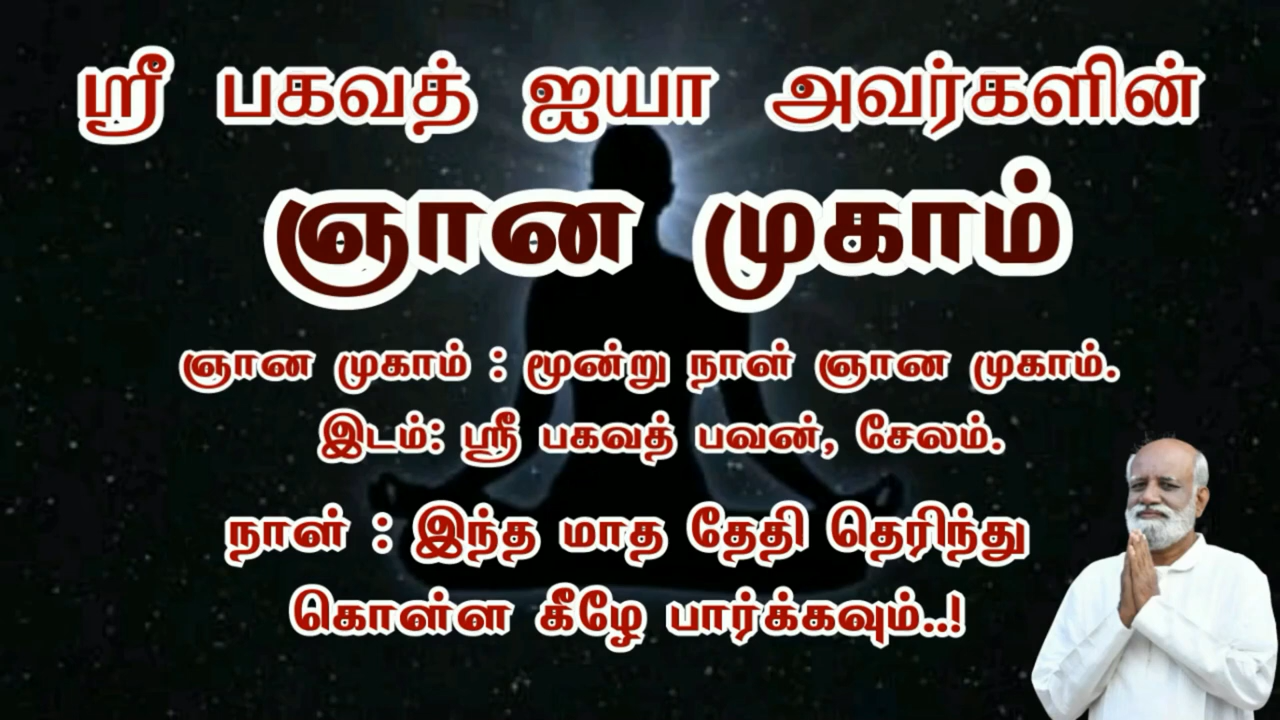 ஸ்ரீ பகவத் ஐயா அவர்களின்
ஞான முகாம்
ஞான முகாம் : மூன்று நாள் ஞான முகாம்.
இடம்: ஸ்ரீ பகவத் பவன், சேலம்.
நாள் : இந்த மாத தேதி தெரிந்து
கொள்ள கீழே பார்க்கவும்..!